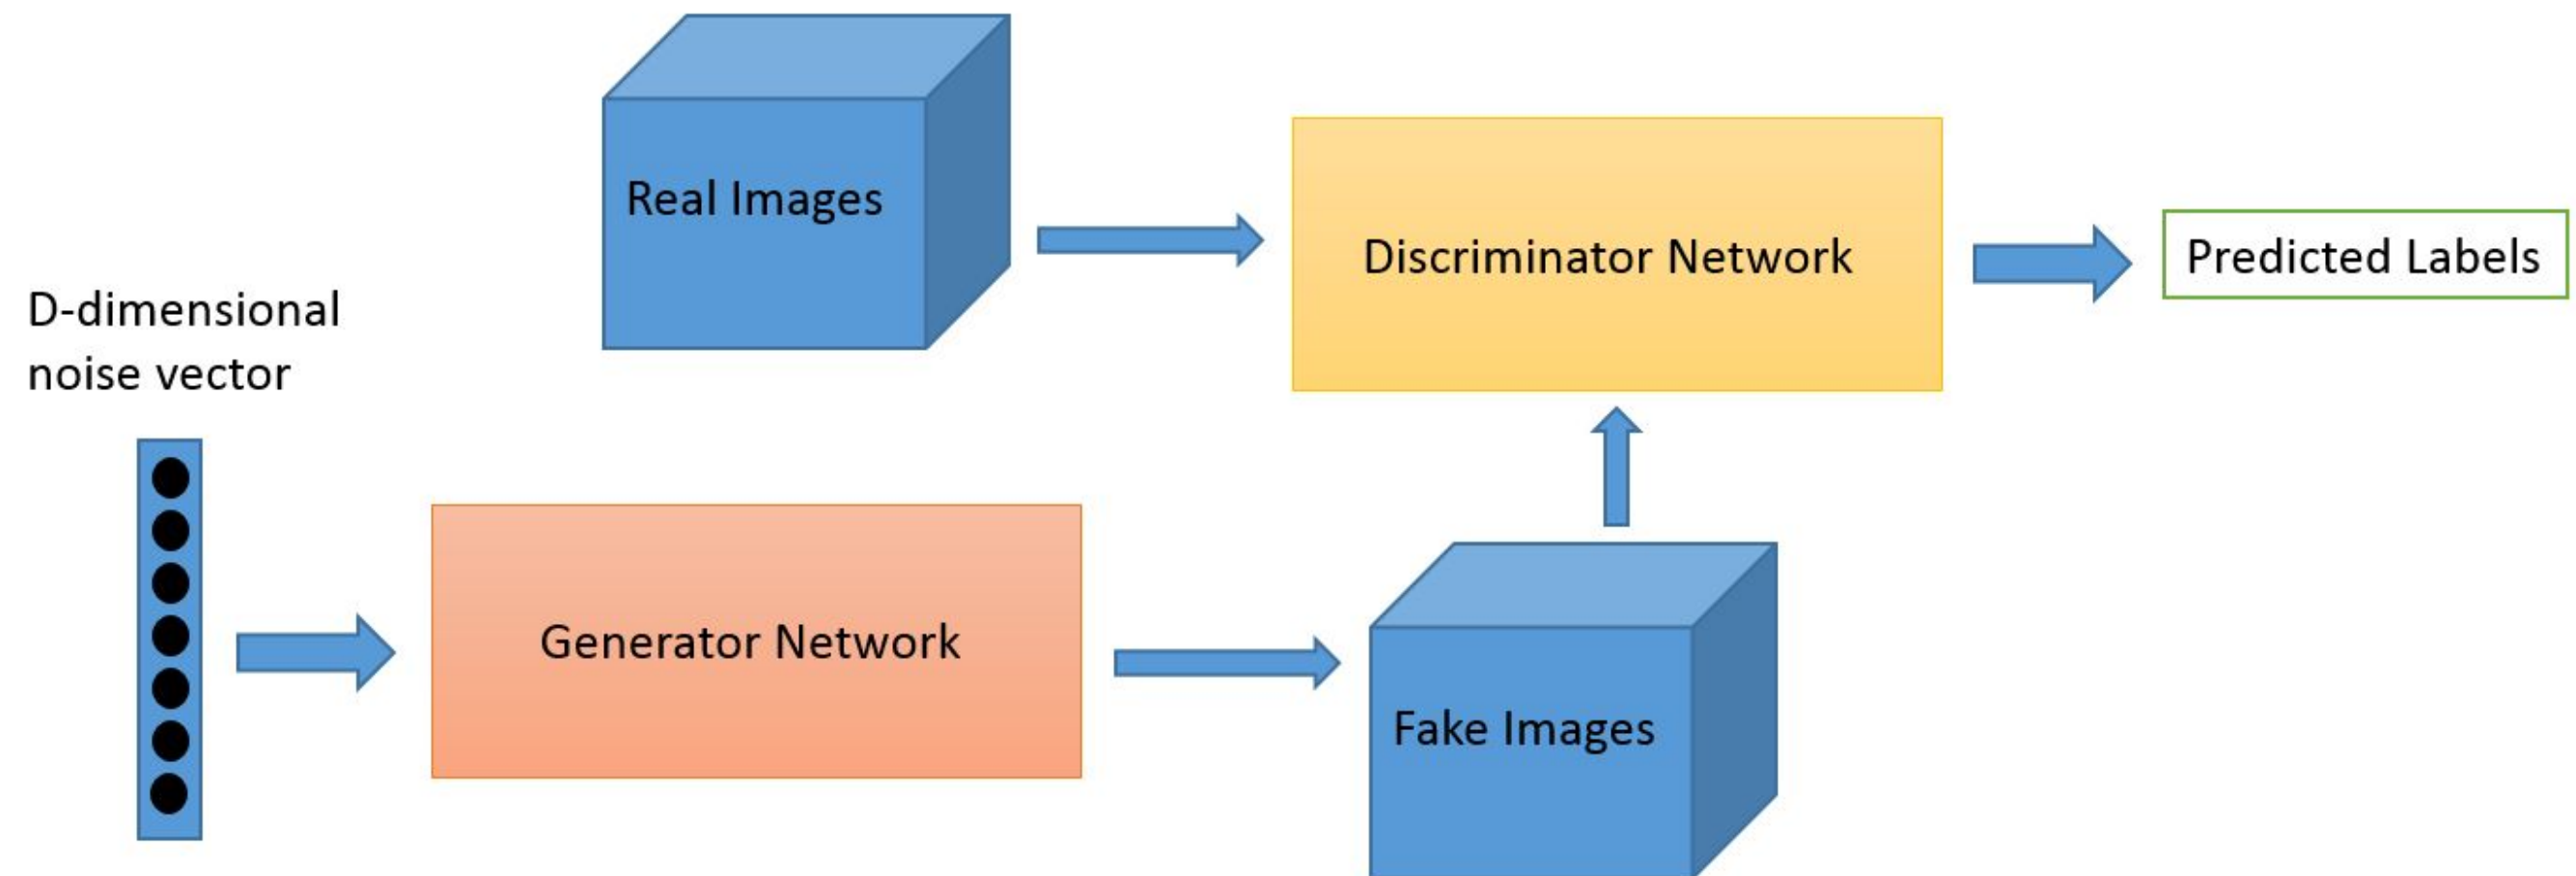 Real Images
Discriminator Network
Predicted Labels
D-dimensional
noise vector
Generator Network
Fake Images